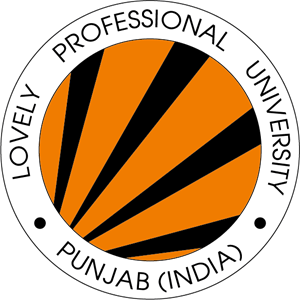 LOVELY PROFESSIONAL UNIVERSITY
PUNJAB (INDIA)